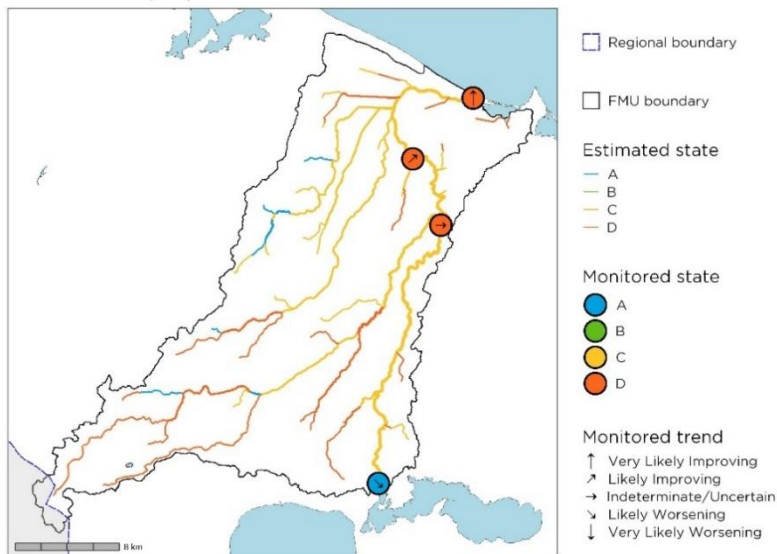 Regional boundary
FMU boundary
Estimated state
A
B
C
D
Monitored state
A
B
C
D
Monitored trend
↑ Very Likely Improving
↗ Likely Improving
→ Indeterminate/Uncertain
↘ Likely Worsening
↓ Very Likely Worsening
8 km